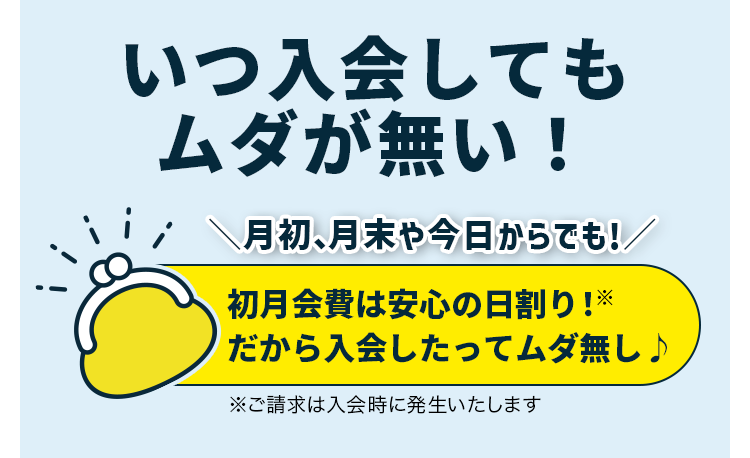 いつ入会しても
ムダが無い！
＼月初、月末や今日からでも！／
初月会費は安心の日割り！※
だから入会したってムダ無し♪
※ご請求は入会時に発生いたします